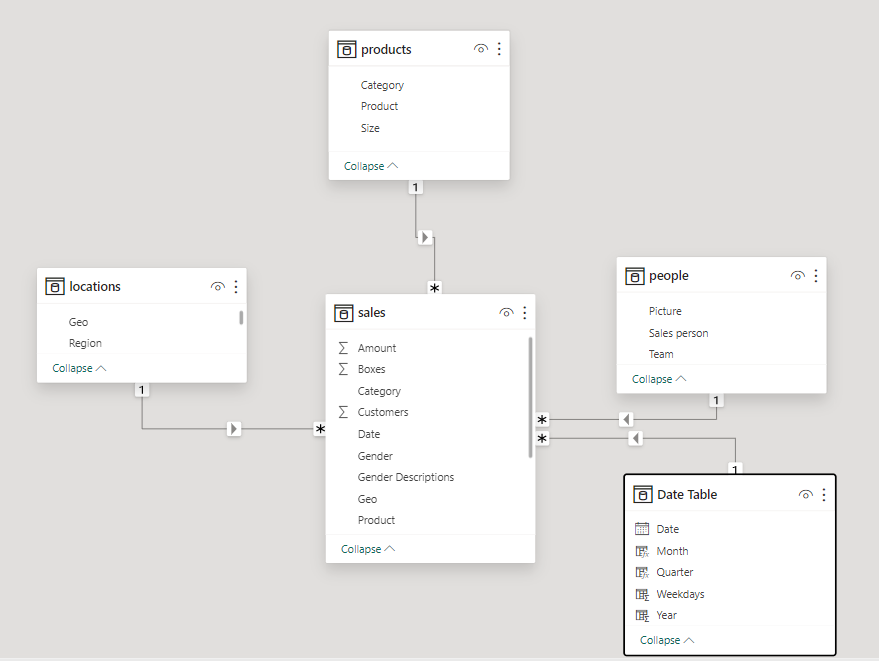 products
Category
Product
Size
Collapse
1
*
locations
Geo
Region
Collapse
1
*
sales
Σ Amount
Σ Boxes
Category
Σ Customers
Date
Gender
Gender Descriptions
Geo
Product
Collapse
people
Picture
Sales person
Team
Collapse
1
*
*
1
Date Table
Date
Month
Quarter
Weekdays
Year
Collapse